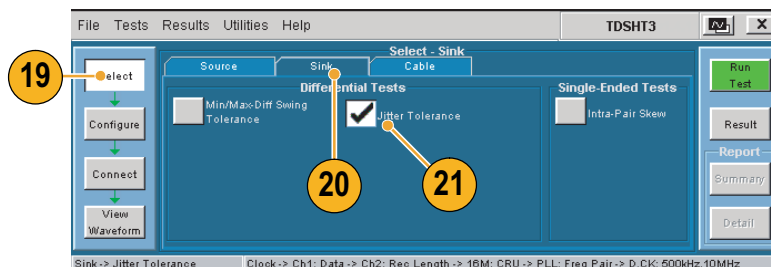 File Tests Results Utilities Help TDSHT3 X
Select - Sink
Source Sink Cable
19
elect
Configure
Connect
View
Waveform
Differential Tests
Min/Max-Diff Swing
Tolerance
Jitter Tolerance
20
21
Single-Ended Tests
Intra-Pair Skew
Run
Test
Result
Report
Summary
Detail
Sink -> Jitter Tolerance Clock -> Ch1: Data -> Ch2: Rec Length -> 16M: CRU -> PLL: Freq Pair -> D.CK: 500kHz,10MHz